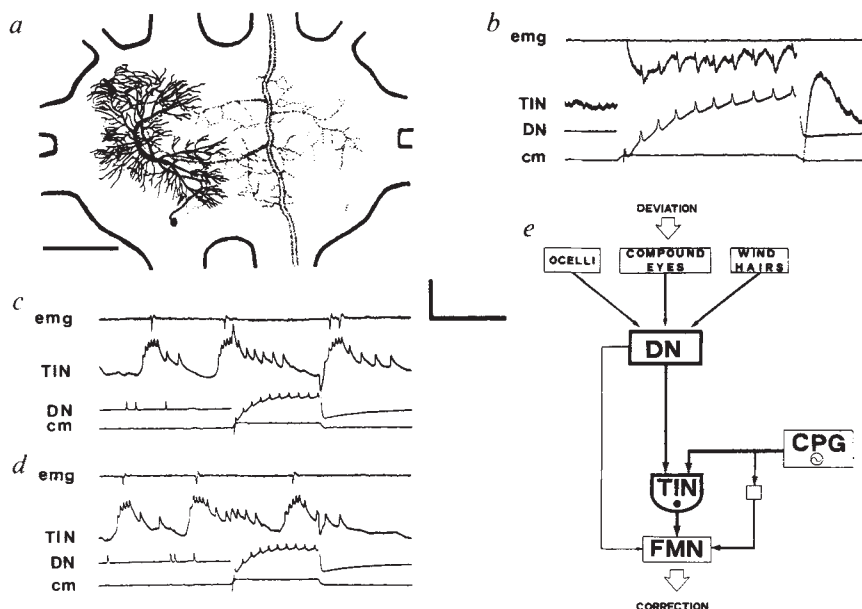 a
b
emg
TIN
DN
cm
c
emg
TIN
DN
cm
d
emg
TIN
DN
cm
e
DEVIATION
OCELLI
COMPOUND
EYES
WIND
HAIRS
DN
CPG
TIN
FMN
CORRECTION